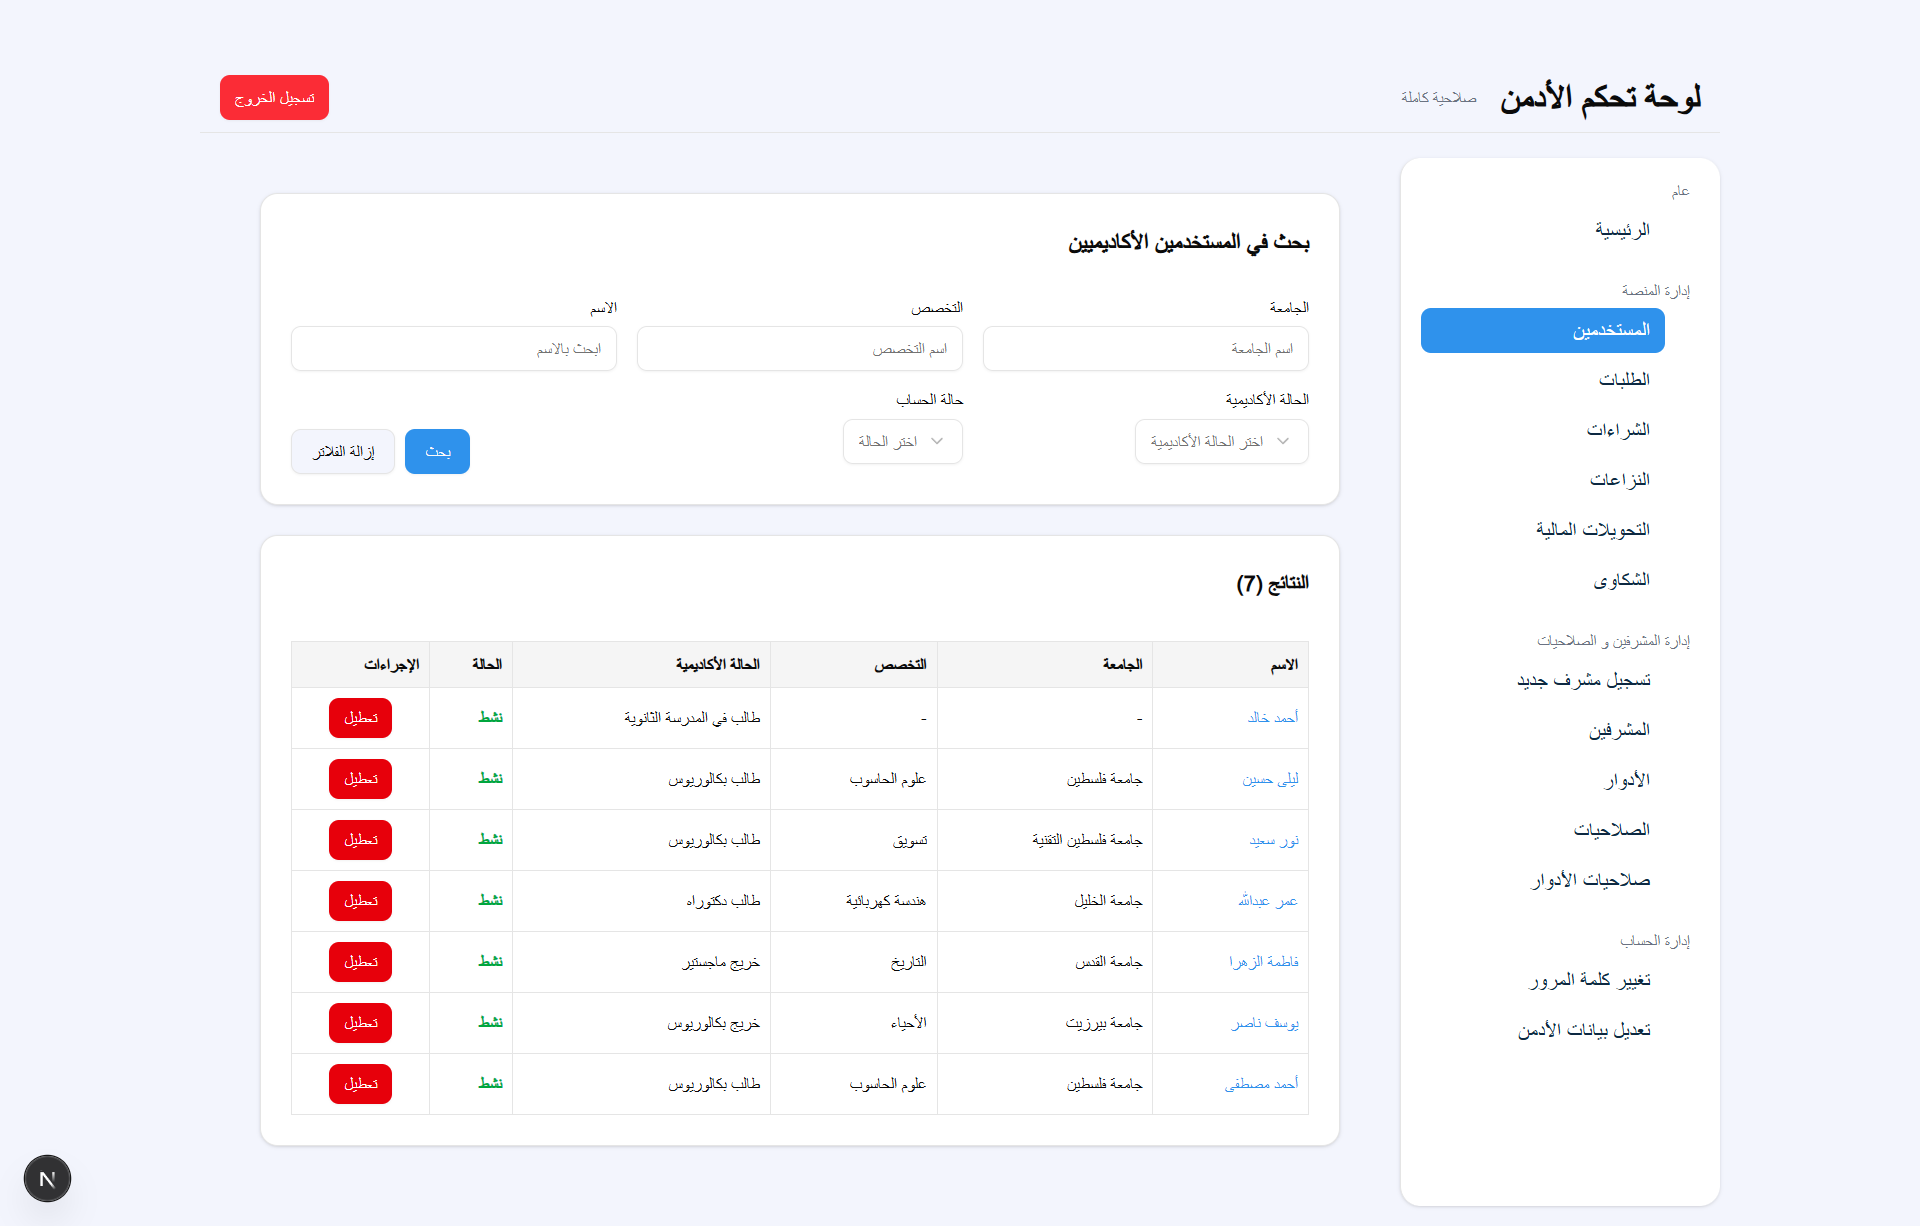 لوحة تحكم الأدمن صلاحية كاملة تسجيل الخروج
عام
الرئيسية
إدارة المنصة
المستخدمين
الطلبات
الشراءات
النزاعات
التحويلات المالية
الشكاوى
إدارة المشرفين و الصلاحيات
تسجيل مشرف جديد
المشرفين
الأدوار
الصلاحيات
صلاحيات الأدوار
إدارة الحساب
تغيير كلمة المرور
تعديل بيانات الأدمن
بحث في المستخدمين الأكاديميين
الجامعة التخصص الاسم
اسم الجامعة اسم التخصص ابحث بالاسم
الحالة الأكاديمية حالة الحساب
اختر الحالة الأكاديمية اختر الحالة بحث إزالة الفلاتر
النتائج (7)
الاسم الجامعة التخصص الحالة الأكاديمية الحالة الإجراءات
أحمد خالد - - طالب في المدرسة الثانوية نشط تعطيل
ليلى حسين جامعة فلسطين علوم الحاسوب طالب بكالوريوس نشط تعطيل
نور سعيد جامعة فلسطين التقنية تسويق طالب بكالوريوس نشط تعطيل
عمر عبدالله جامعة الخليل هندسة كهربائية طالب دكتوراه نشط تعطيل
فاطمة الزهرا جامعة القدس التاريخ خريج ماجستير نشط تعطيل
يوسف ناصر جامعة بيرزيت الأحياء خريج بكالوريوس نشط تعطيل
أحمد مصطفى جامعة فلسطين علوم الحاسوب طالب بكالوريوس نشط تعطيل
N